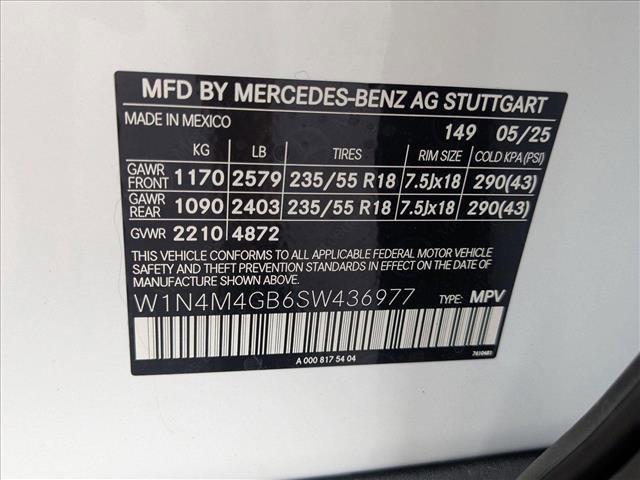 MFD BY MERCEDES-BENZ AG STUTTGART
MADE IN MEXICO 149 05/25
KG LB TIRES RIM SIZE COLD KPA(PSI)
GAWR FRONT 1170 2579 235/55 R18 7.5Jx18 290(43)
GAWR REAR 1090 2403 235/55 R18 7.5Jx18 290(43)
GVWR 2210 4872
THIS VEHICLE CONFORMS TO ALL APPLICABLE FEDERAL MOTOR VEHICLE
SAFETY AND THEFT PREVENTION STANDARDS IN EFFECT ON THE DATE
OF MANUFACTURE SHOWN ABOVE.
W1N4M4GB6SW436977 TYPE: MPV
A 000 817 54 04